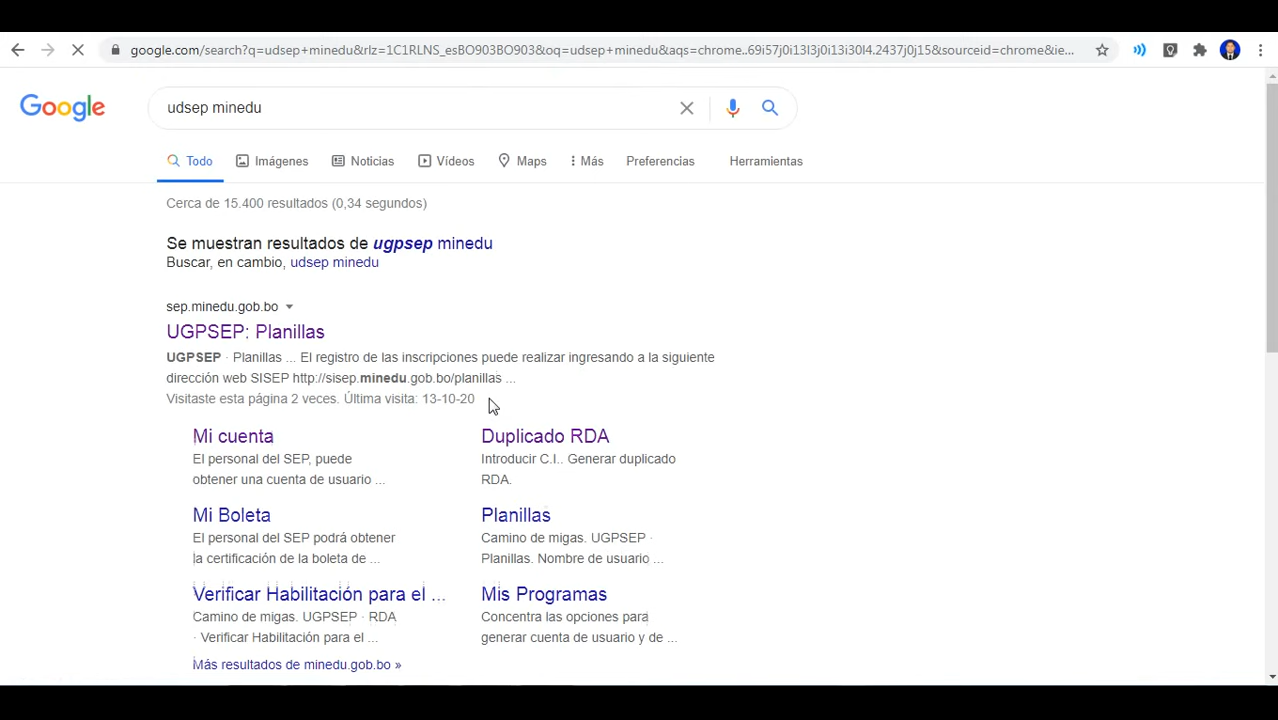 google.com/search?q=udsep+minedu&rlz=1C1RLNS_esBO903BO903&oq=udsep+minedu&aqs=chrome..69i57j0i13l3j0i13i30l4.2437j0j15&sourceid=chrome&ie...
Google
udsep minedu
Todo Imágenes Noticias Vídeos Maps Más Preferencias Herramientas
Cerca de 15.400 resultados (0,34 segundos)
Se muestran resultados de ugpsep minedu
Buscar, en cambio, udsep minedu
sep.minedu.gob.bo
UGPSEP: Planillas
UGPSEP · Planillas ... El registro de las inscripciones puede realizar ingresando a la siguiente
dirección web SISEP http://sisep.minedu.gob.bo/planillas ...
Visitaste esta página 2 veces. Última visita: 13-10-20
Mi cuenta
El personal del SEP, puede
obtener una cuenta de usuario ...
Duplicado RDA
Introducir C.I.. Generar duplicado
RDA.
Mi Boleta
El personal del SEP podrá obtener
la certificación de la boleta de ...
Planillas
Camino de migas. UGPSEP ·
Planillas. Nombre de usuario ...
Verificar Habilitación para el ...
Camino de migas. UGPSEP · RDA
· Verificar Habilitación para el ...
Mis Programas
Concentra las opciones para
generar cuenta de usuario y de ...
Más resultados de minedu.gob.bo »